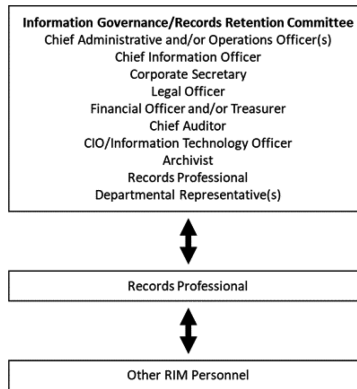 Information Governance/Records Retention Committee
Chief Administrative and/or Operations Officer(s)
Chief Information Officer
Corporate Secretary
Legal Officer
Financial Officer and/or Treasurer
Chief Auditor
CIO/Information Technology Officer
Archivist
Records Professional
Departmental Representative(s)
Records Professional
Other RIM Personnel